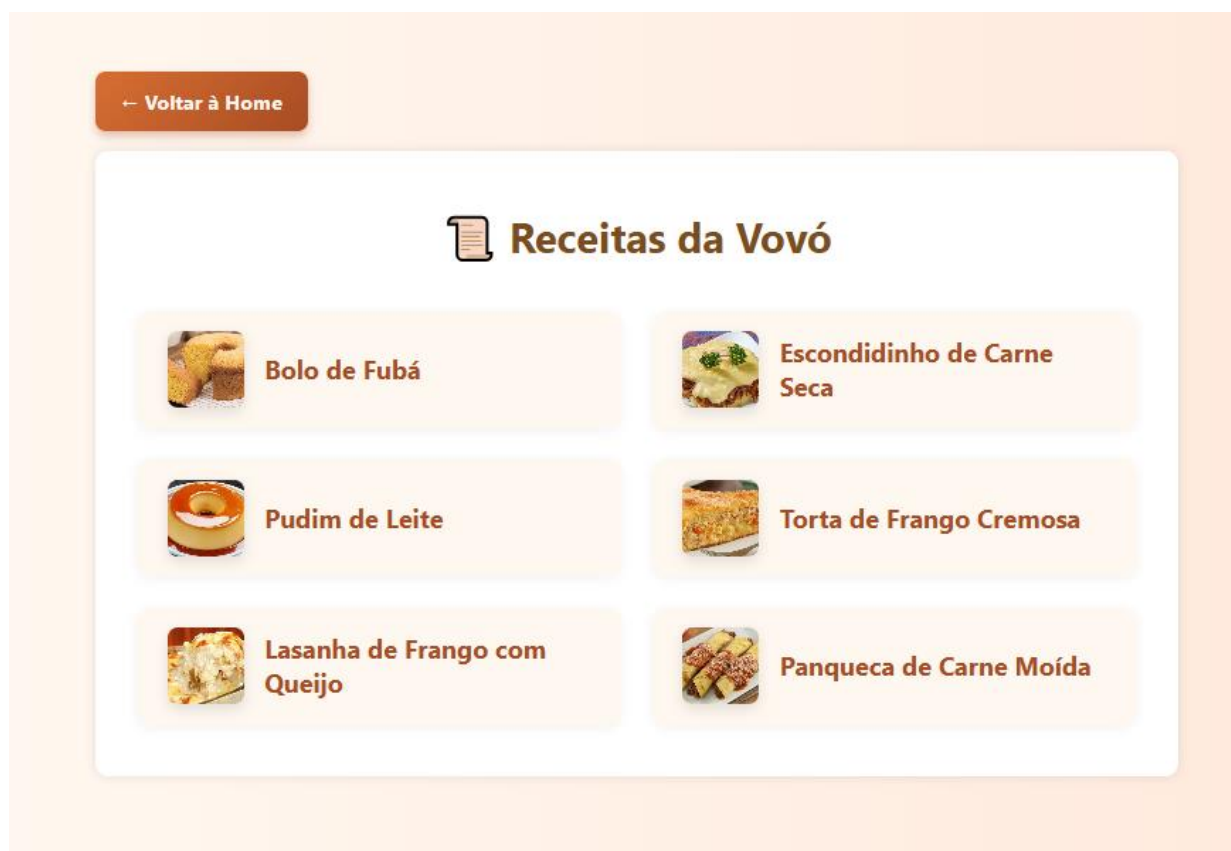 ← Voltar à Home
📜 Receitas da Vovó
Bolo de Fubá
Escondidinho de Carne
Seca
Pudim de Leite
Torta de Frango Cremosa
Lasanha de Frango com
Queijo
Panqueca de Carne Moída